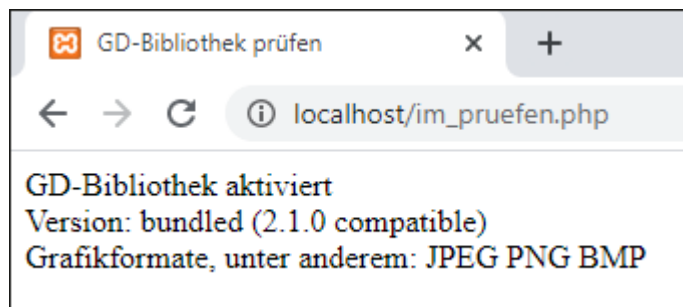 GD-Bibliothek prüfen
localhost/im_pruefen.php
GD-Bibliothek aktiviert
Version: bundled (2.1.0 compatible)
Grafikformate, unter anderem: JPEG PNG BMP